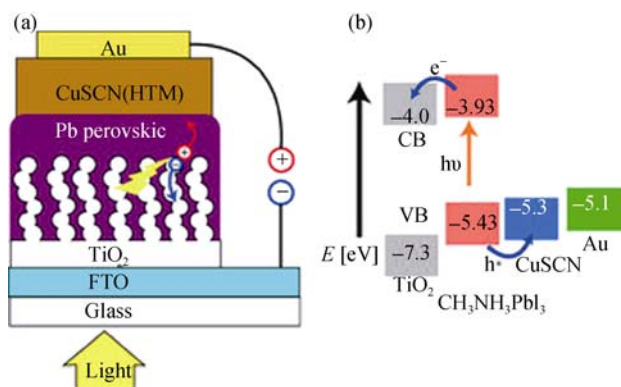 (a)
Au
CuSCN(HTM)
Pb perovskic
+
−
+
−
TiO₂
FTO
Glass
Light
(b)
e⁻
−4.0
−3.93
CB
hυ
E [eV]
VB
−5.43
−5.3
−5.1
−7.3
h*
CuSCN
Au
TiO₂
CH₃NH₃PbI₃